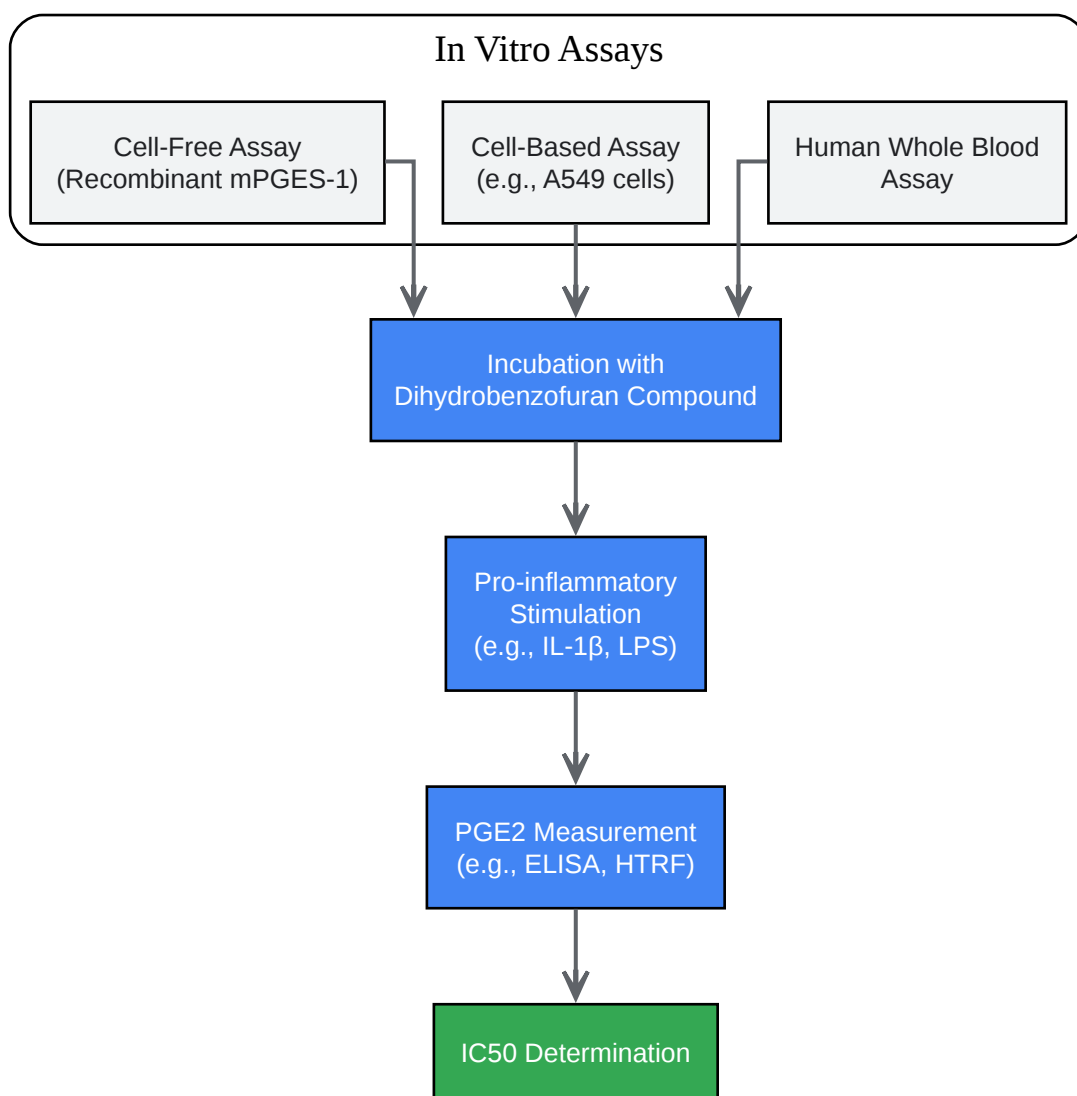 In Vitro Assays
Cell-Free Assay
(Recombinant mPGES-1)
Cell-Based Assay
(e.g., A549 cells)
Human Whole Blood
Assay
Incubation with
Dihydrobenzofuran Compound
Pro-inflammatory
Stimulation
(e.g., IL-1β, LPS)
PGE2 Measurement
(e.g., ELISA, HTRF)
IC50 Determination